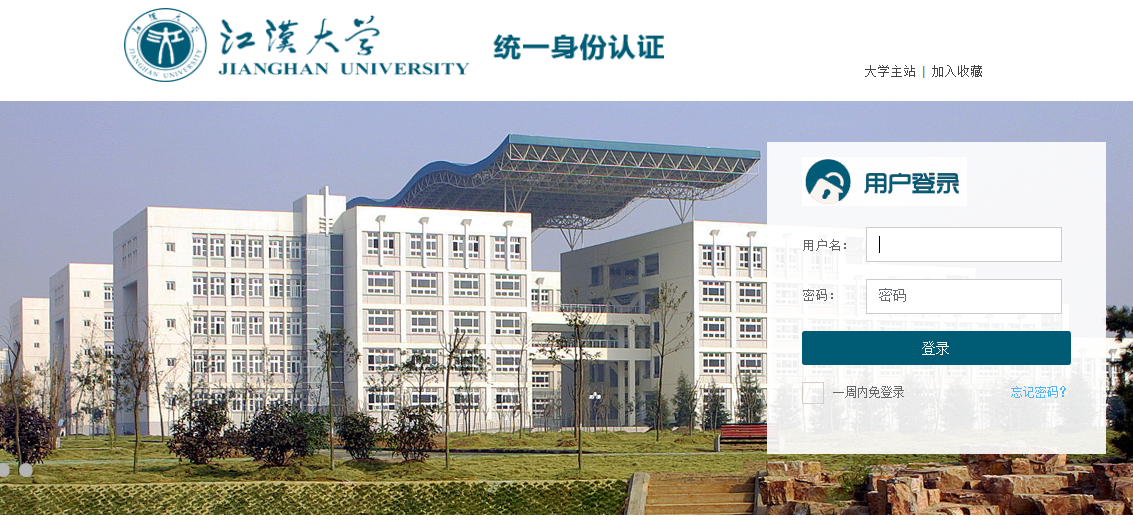 江漢大学
JIANGHAN UNIVERSITY
统一身份认证
大学主站 | 加入收藏
用户登录
用户名：
密码： 密码
登录
一周内免登录 忘记密码？